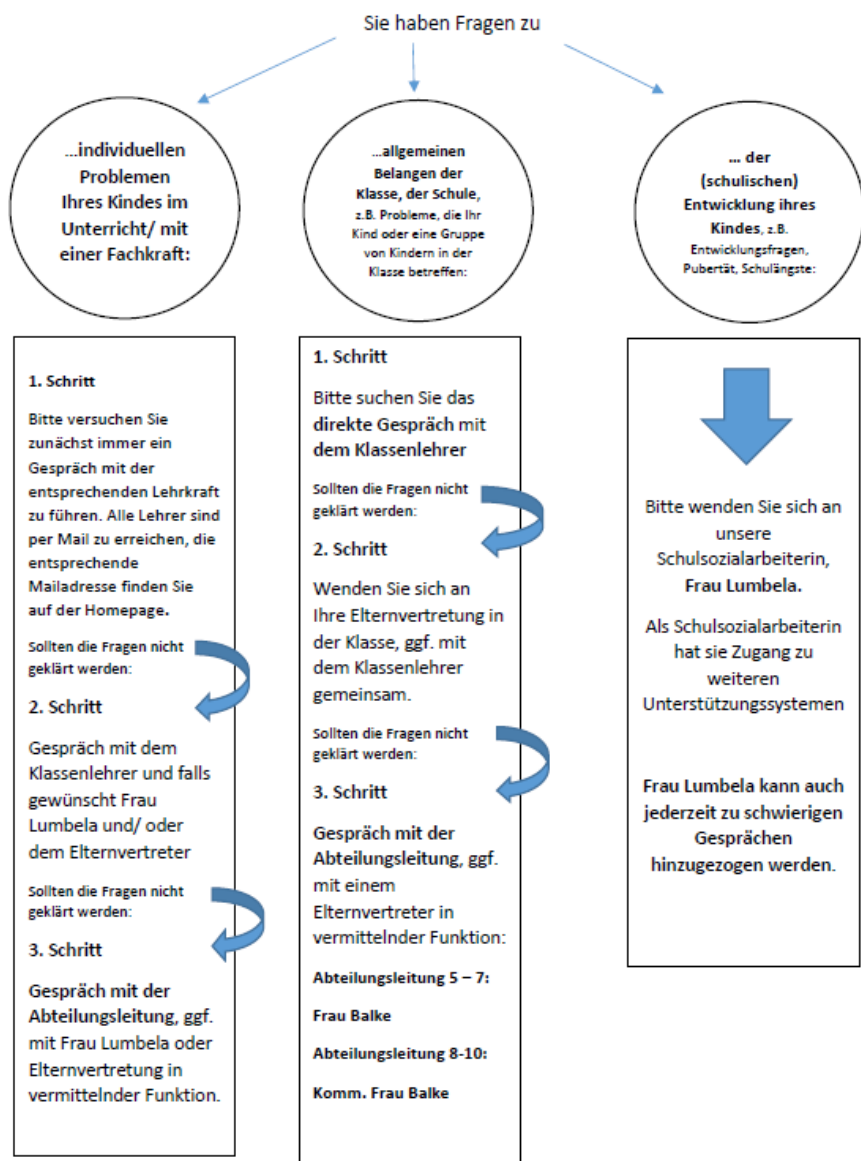 Sie haben Fragen zu
...individuellen
Problemen
Ihres Kindes im
Unterricht/ mit
einer Fachkraft:
...allgemeinen
Belangen der
Klasse, der Schule,
z.B. Probleme, die Ihr
Kind oder eine Gruppe
von Kindern in der
Klasse betreffen:
... der
(schulischen)
Entwicklung ihres
Kindes, z.B.
Entwicklungsfragen,
Pubertät, Schulängste:
1. Schritt
Bitte versuchen Sie
zunächst immer ein
Gespräch mit der
entsprechenden Lehrkraft
zu führen. Alle Lehrer sind
per Mail zu erreichen, die
entsprechende
Mailadresse finden Sie
auf der Homepage.
Sollten die Fragen nicht
geklärt werden:
2. Schritt
Gespräch mit dem
Klassenlehrer und falls
gewünscht Frau
Lumbela und/ oder
dem Elternvertreter
Sollten die Fragen nicht
geklärt werden:
3. Schritt
Gespräch mit der
Abteilungsleitung, ggf.
mit Frau Lumbela oder
Elternvertretung in
vermittelnder Funktion.
1. Schritt
Bitte suchen Sie das
direkte Gespräch mit
dem Klassenlehrer
Sollten die Fragen nicht
geklärt werden:
2. Schritt
Wenden Sie sich an
Ihre Elternvertretung in
der Klasse, ggf. mit
dem Klassenlehrer
gemeinsam.
Sollten die Fragen nicht
geklärt werden:
3. Schritt
Gespräch mit der
Abteilungsleitung, ggf.
mit einem
Elternvertreter in
vermittelnder Funktion:
Abteilungsleitung 5 – 7:
Frau Balke
Abteilungsleitung 8-10:
Komm. Frau Balke
Bitte wenden Sie sich an
unsere
Schulsozialarbeiterin,
Frau Lumbela.
Als Schulsozialarbeiterin
hat sie Zugang zu
weiteren
Unterstützungssystemen
Frau Lumbela kann auch
jederzeit zu schwierigen
Gesprächen
hinzugezogen werden.